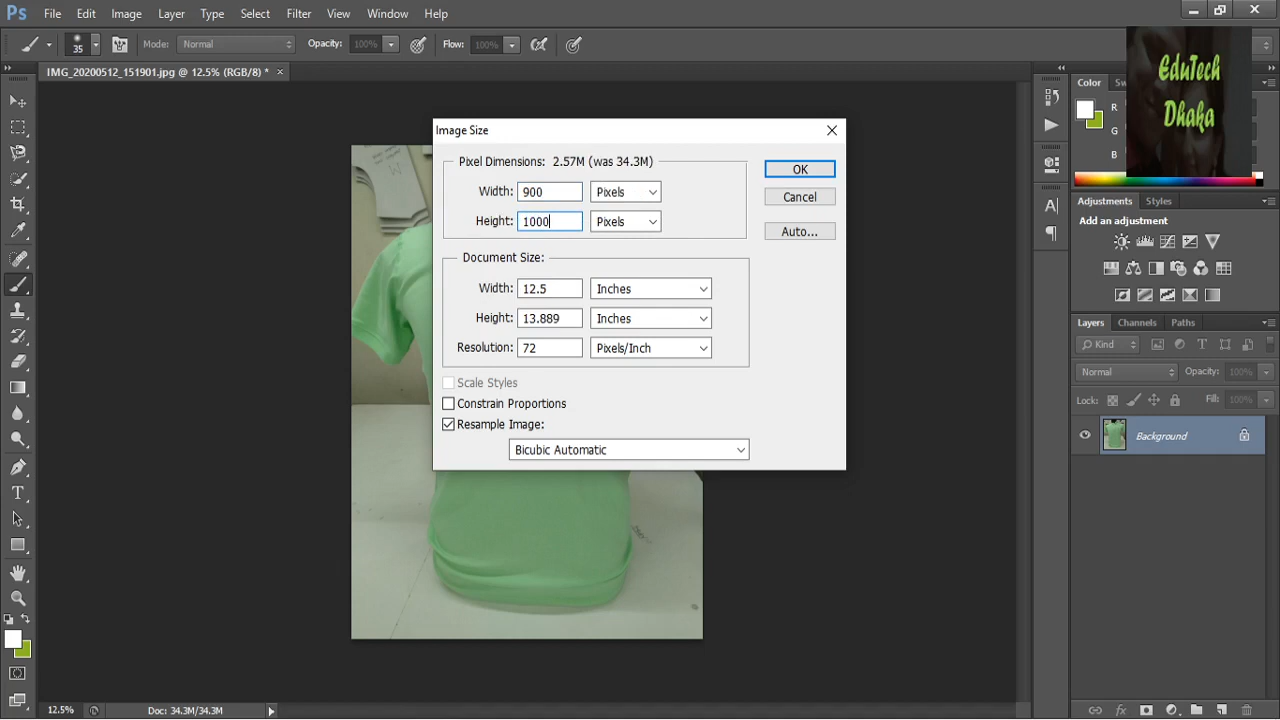 Ps File Edit Image Layer Type Select Filter View Window Help
35 Mode: Normal Opacity: 100% Flow: 100%
IMG_20200512_151901.jpg @ 12.5% (RGB/8) * ×
EduTech
Dhaka
Color Sw
R
G
B
Image Size
Pixel Dimensions: 2.57M (was 34.3M)
Width: 900 Pixels
Height: 1000 Pixels
OK
Cancel
Auto...
Document Size:
Width: 12.5 Inches
Height: 13.889 Inches
Resolution: 72 Pixels/Inch
Scale Styles
Constrain Proportions
Resample Image:
Bicubic Automatic
Adjustments Styles
Add an adjustment
Layers Channels Paths
Kind
Normal Opacity: 100%
Lock: Fill: 100%
Background
12.5% Doc: 34.3M/34.3M